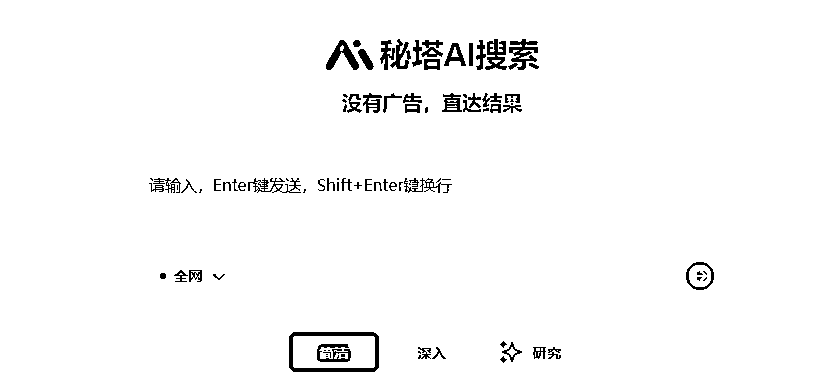 秘塔AI搜索
没有广告，直达结果
请输入，Enter键发送，Shift+Enter键换行
全网
简洁 深入 研究